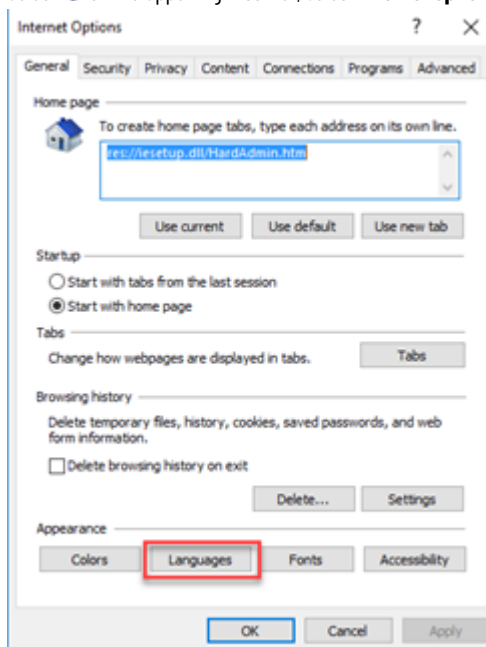 Internet Options ? ×
General Security Privacy Content Connections Programs Advanced
Home page
To create home page tabs, type each address on its own line.
res://iesetup.dll/HardAdmin.htm
Use current Use default Use new tab
Startup
Start with tabs from the last session
Start with home page
Tabs
Change how webpages are displayed in tabs. Tabs
Browsing history
Delete temporary files, history, cookies, saved passwords, and web
form information.
Delete browsing history on exit
Delete... Settings
Appearance
Colors Languages Fonts Accessibility
OK Cancel Apply